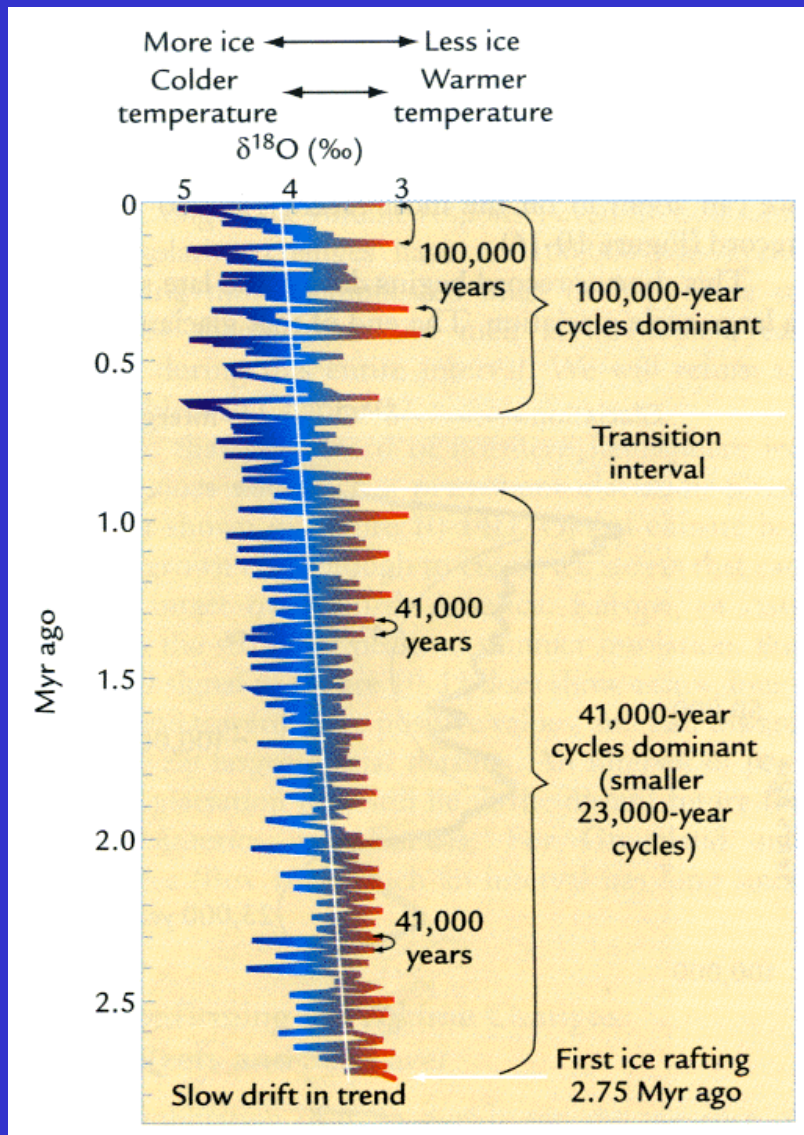 More ice Less ice
Colder temperature
Warmer temperature
δ¹⁸O (‰)
5 4 3
0
0.5
1.0
1.5
2.0
2.5
Myr ago
100,000
years
100,000-year
cycles dominant
Transition
interval
41,000
years
41,000-year
cycles dominant
(smaller
23,000-year
cycles)
41,000
years
First ice rafting
2.75 Myr ago
Slow drift in trend